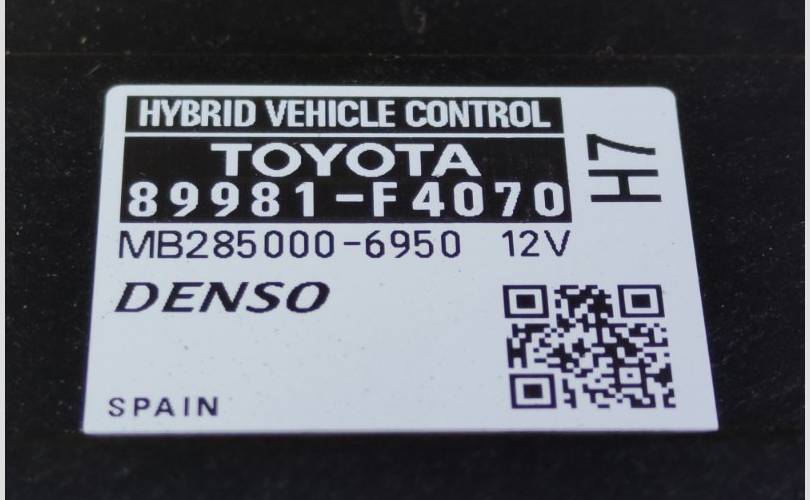 HYBRID VEHICLE CONTROL
TOYOTA
89981-F4070
H7
MB285000-6950 12V
DENSO
SPAIN